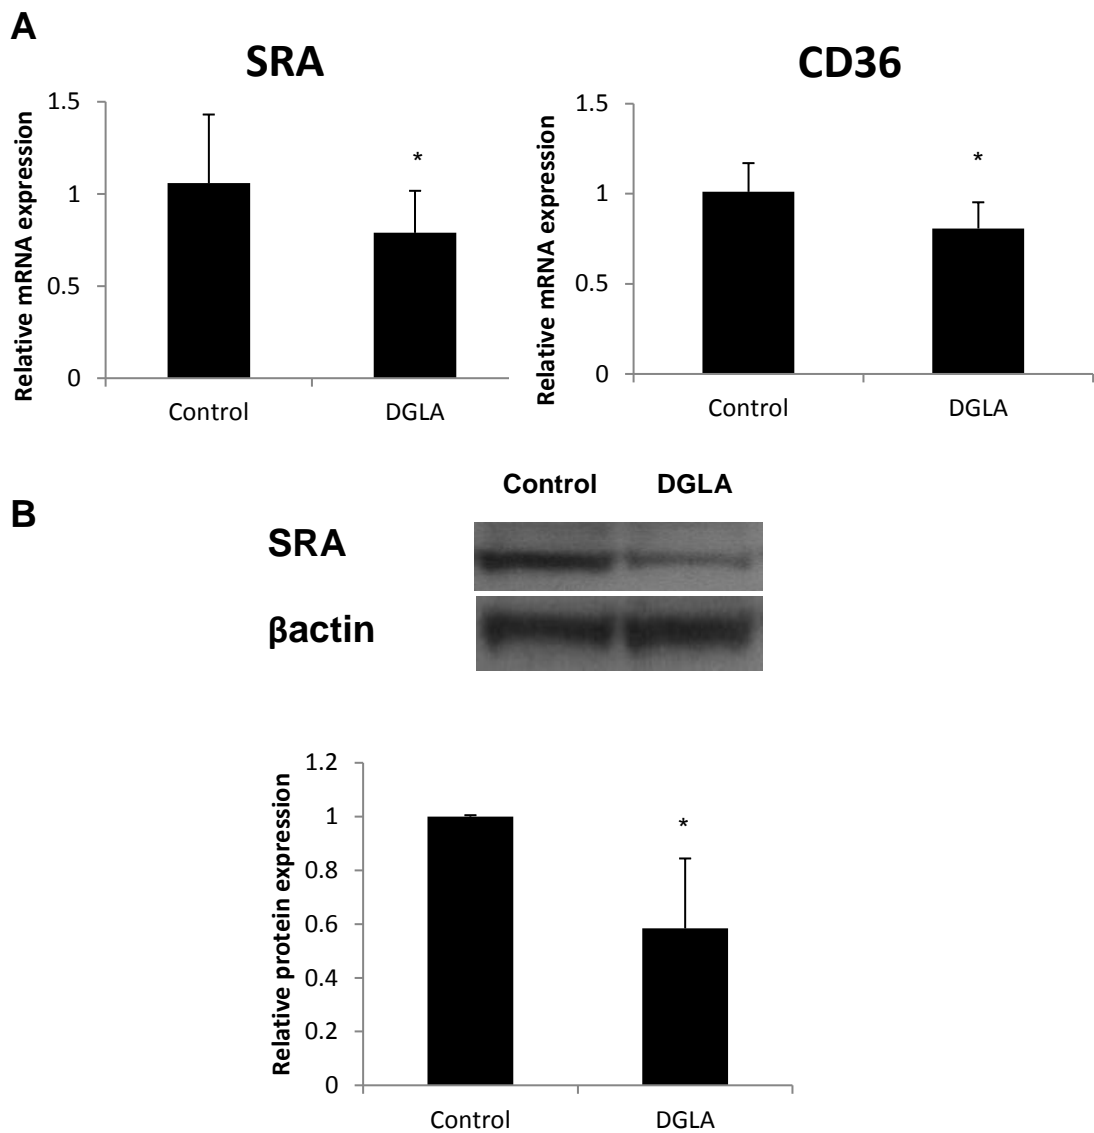 A
SRA
CD36
Relative mRNA expression
1.5
1
0.5
0
*
Control
DGLA
Relative mRNA expression
1.5
1
0.5
0
*
Control
DGLA
B
Control DGLA
SRA
βactin
Relative protein expression
1.2
1
0.8
0.6
0.4
0.2
0
*
Control
DGLA